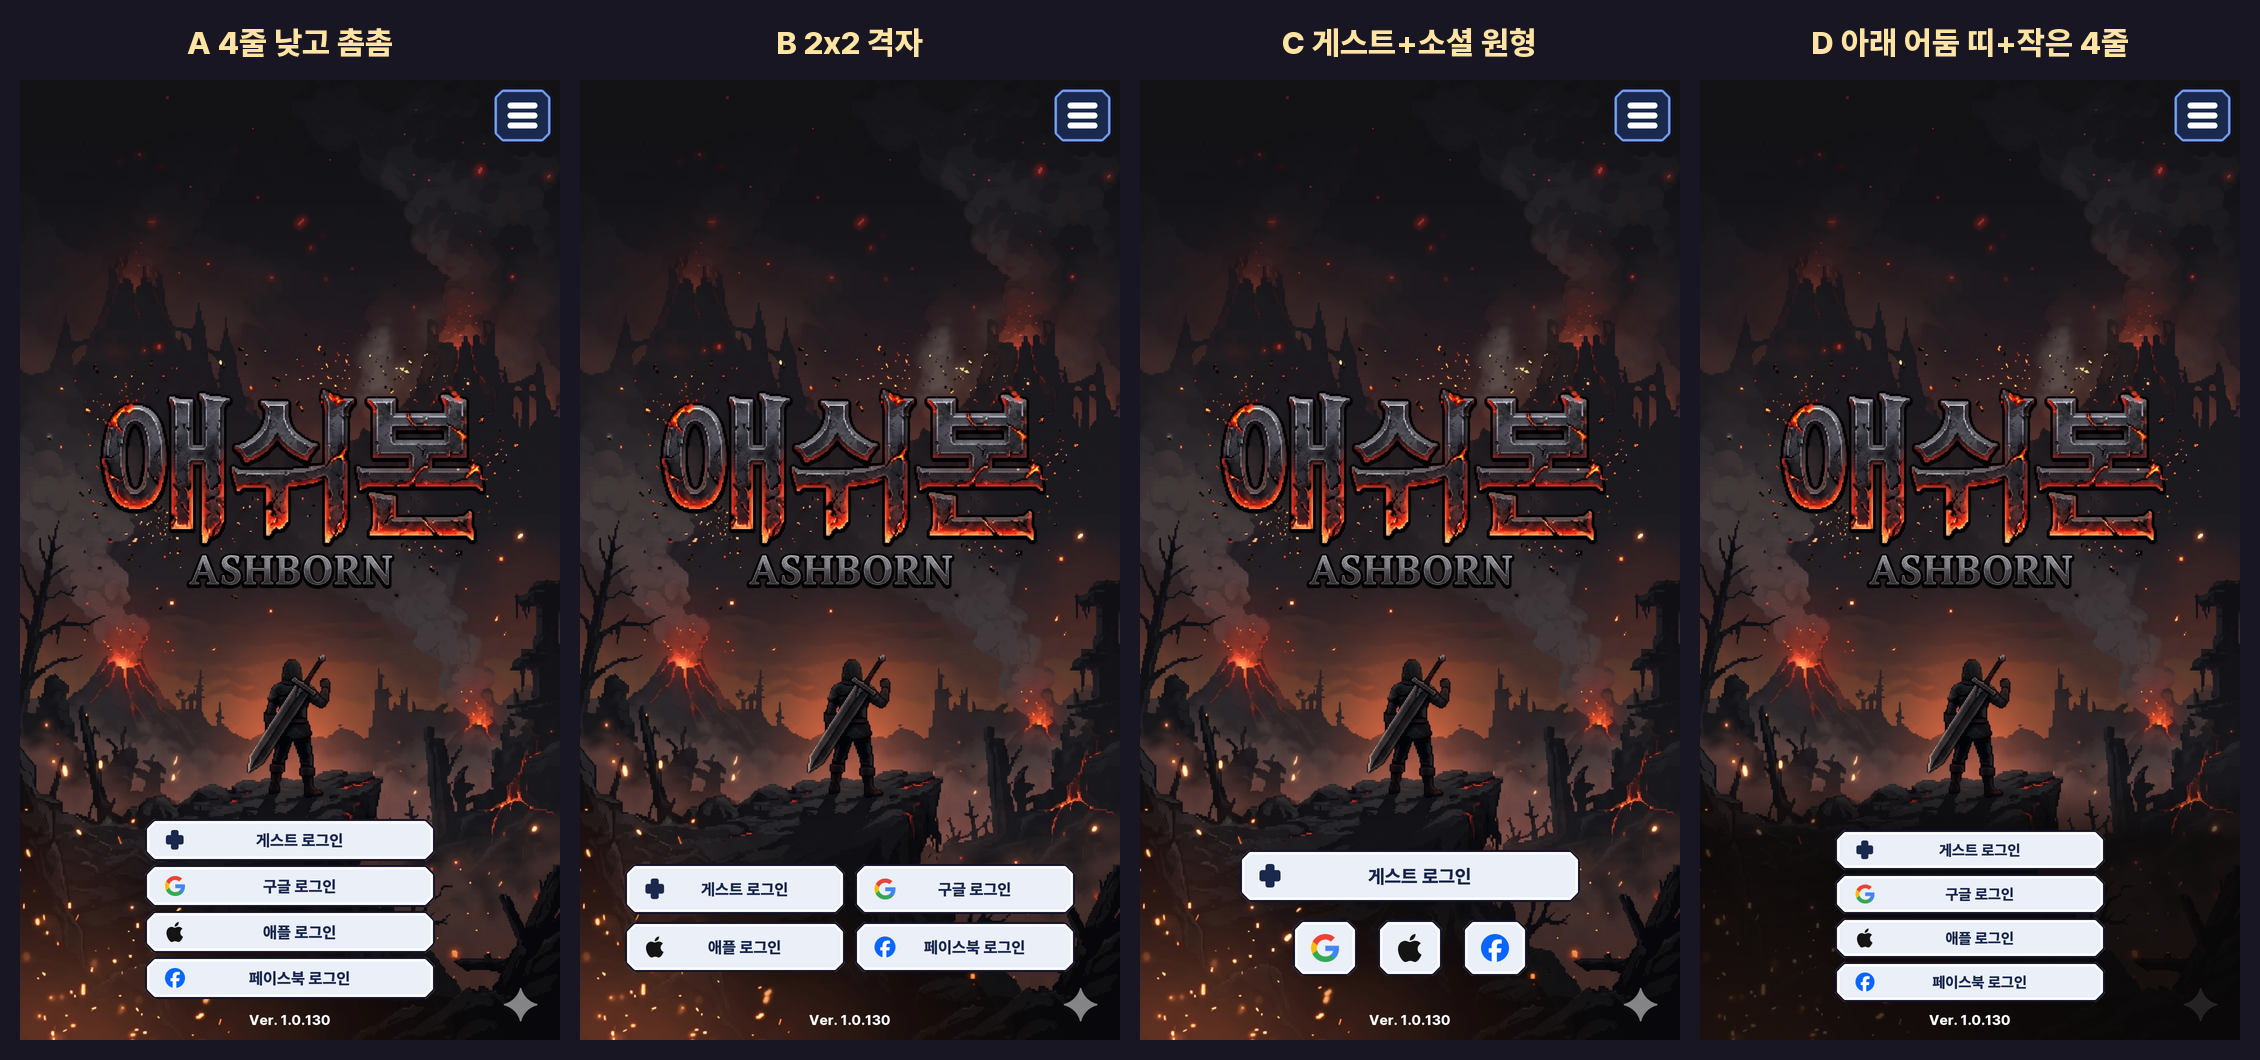 A 4줄 낮고 촘촘
애쉬본
ASHBORN
게스트 로그인
구글 로그인
애플 로그인
페이스북 로그인
Ver. 1.0.130
B 2x2 격자
애쉬본
ASHBORN
게스트 로그인
구글 로그인
애플 로그인
페이스북 로그인
Ver. 1.0.130
C 게스트+소셜 원형
애쉬본
ASHBORN
게스트 로그인
Ver. 1.0.130
D 아래 어둠 띠+작은 4줄
애쉬본
ASHBORN
게스트 로그인
구글 로그인
애플 로그인
페이스북 로그인
Ver. 1.0.130